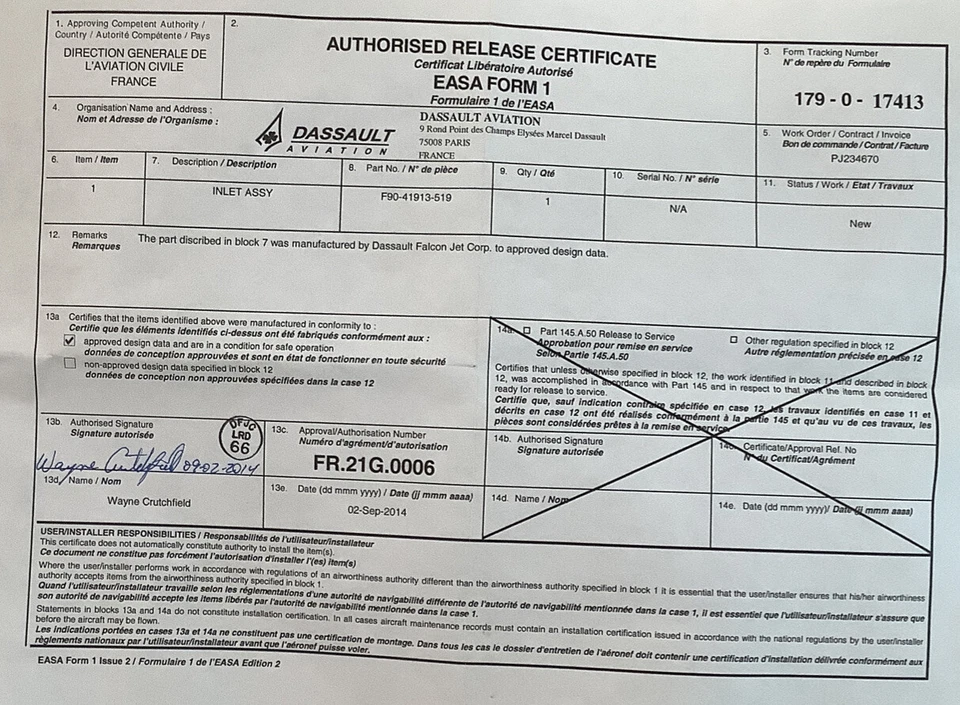 1. Approving Competent Authority /
Country / Autorité Compétente / Pays
DIRECTION GENERALE DE
L'AVIATION CIVILE
FRANCE
2.
AUTHORISED RELEASE CERTIFICATE
Certificat Libératoire Autorisé
EASA FORM 1
Formulaire 1 de l'EASA
3. Form Tracking Number
N° de repère du Formulaire
179 - 0 - 17413
4. Organisation Name and Address :
Nom et Adresse de l'Organisme :
DASSAULT
AVIATION
DASSAULT AVIATION
9 Rond Point des Champs Elysées Marcel Dassault
75008 PARIS
FRANCE
5. Work Order / Contract / Invoice
Bon de commande / Contrat / Facture
PJ234670
6. Item / Item
1
7. Description / Description
INLET ASSY
8. Part No. / N° de pièce
F90-41913-519
9. Qty / Qté
1
10. Serial No. / N° série
N/A
11. Status / Work / Etat / Travaux
New
12. Remarks
Remarques
The part discribed in block 7 was manufactured by Dassault Falcon Jet Corp. to approved design data.
13a Certifies that the items identified above were manufactured in conformity to :
Certifie que les éléments identifiés ci-dessus ont été fabriqués conformément aux :
approved design data and are in a condition for safe operation
données de conception approuvées et sont en état de fonctionner en toute sécurité
non-approved design data specified in block 12
données de conception non approuvées spécifiées dans la case 12
14a. Part 145.A.50 Release to Service
Approbation pour remise en service
Selon Partie 145.A.50
Other regulation specified in block 12
Autre réglementation précisée en case 12
Certifies that unless otherwise specified in block 12, the work identified in block 11 and described in block
12, was accomplished in accordance with Part 145 and in respect to that work the items are considered
ready for release to service.
Certifie que, sauf indication contraire spécifiée en case 12, les travaux identifiés en case 11 et
décrits en case 12 ont été réalisés conformément à la partie 145 et qu'au vu de ces travaux, les
pièces sont considérées prêtes à la remise en service.
13b. Authorised Signature
Signature autorisée
DFJC
LRD
66
Wayne Crutchfield 09-02-2014
13c. Approval/Authorisation Number
Numéro d'agrément/d'autorisation
FR.21G.0006
14b. Authorised Signature
Signature autorisée
14c. Certificate/Approval Ref. No
N° du Certificat/Agrément
13d/ Name / Nom
Wayne Crutchfield
13e. Date (dd mmm yyyy) / Date (jj mmm aaaa)
02-Sep-2014
14d. Name / Nom
14e. Date (dd mmm yyyy)/ Date (jj mmm aaaa)
USER/INSTALLER RESPONSIBILITIES / Responsabilités de l'utilisateur/installateur
This certificate does not automatically constitute authority to install the item(s).
Ce document ne constitue pas forcément l'autorisation d'installer l'(es) item(s)
Where the user/installer performs work in accordance with regulations of an airworthiness authority different than the airworthiness authority specified in block 1 it is essential that the user/installer ensures that his/her airworthiness
authority accepts items from the airworthiness authority specified in block 1.
Quand l'utilisateur/installateur travaille selon les réglementations d'une autorité de navigabilité différente de l'autorité de navigabilité mentionnée dans la case 1, il est essentiel que l'utilisateur/installateur s'assure que
son autorité de navigabilité accepte les items libérés par l'autorité de navigabilité mentionnée dans la case 1.
Statements in blocks 13a and 14a do not constitute installation certification. In all cases aircraft maintenance records must contain an installation certification issued in accordance with the national regulations by the user/installer
before the aircraft may be flown.
Les indications portées en cases 13a et 14a ne constituent pas une certification de montage. Dans tous les cas le dossier d'entretien de l'aéronef doit contenir une certification d'installation délivrée conformément aux
règlements nationaux par l'utilisateur/installateur avant que l'aéronef puisse voler.
EASA Form 1 Issue 2 / Formulaire 1 de l'EASA Edition 2